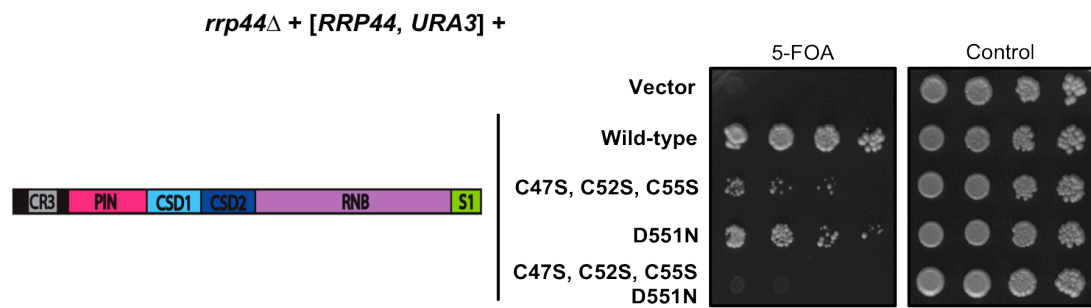 rrp44Δ + [RRP44, URA3] +
5-FOA
Control
Vector
Wild-type
C47S, C52S, C55S
D551N
C47S, C52S, C55S
D551N
CR3 PIN CSD1 CSD2 RNB S1